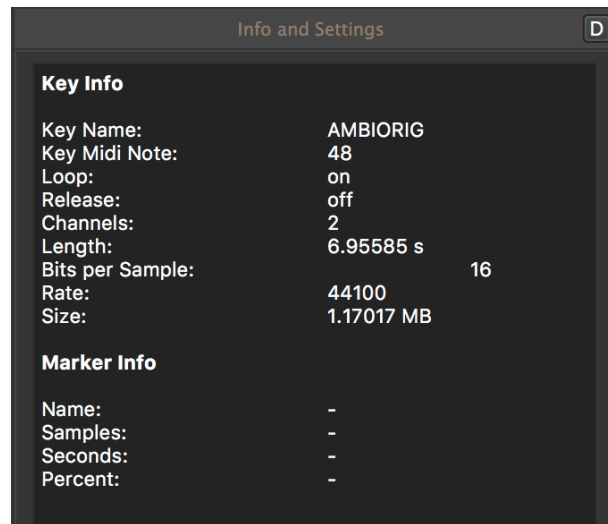 Info and Settings
D
Key Info
Key Name: AMBIORIG
Key Midi Note: 48
Loop: on
Release: off
Channels: 2
Length: 6.95585 s
Bits per Sample: 16
Rate: 44100
Size: 1.17017 MB
Marker Info
Name: -
Samples: -
Seconds: -
Percent: -